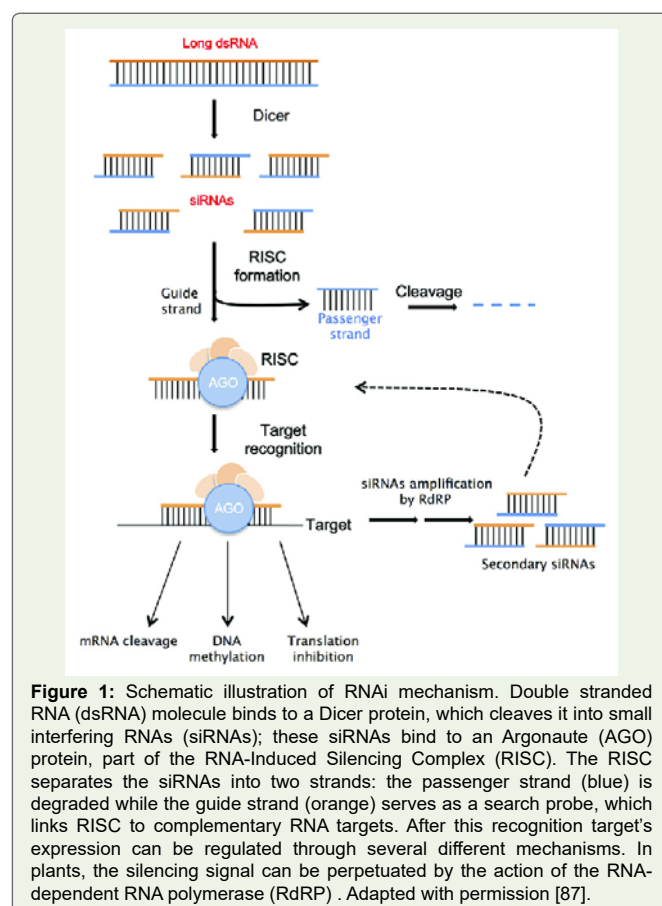 Long dsRNA
Dicer
siRNAs
RISC
formation
Guide
strand
Passenger
strand
Cleavage
RISC
AGO
Target
recognition
AGO
Target
siRNAs amplification
by RdRP
Secondary siRNAs
mRNA cleavage
DNA
methylation
Translation
inhibition
Figure 1: Schematic illustration of RNAi mechanism. Double stranded
RNA (dsRNA) molecule binds to a Dicer protein, which cleaves it into small
interfering RNAs (siRNAs); these siRNAs bind to an Argonaute (AGO)
protein, part of the RNA-Induced Silencing Complex (RISC). The RISC
separates the siRNAs into two strands: the passenger strand (blue) is
degraded while the guide strand (orange) serves as a search probe, which
links RISC to complementary RNA targets. After this recognition target's
expression can be regulated through several different mechanisms. In
plants, the silencing signal can be perpetuated by the action of the RNA-
dependent RNA polymerase (RdRP) . Adapted with permission [87].